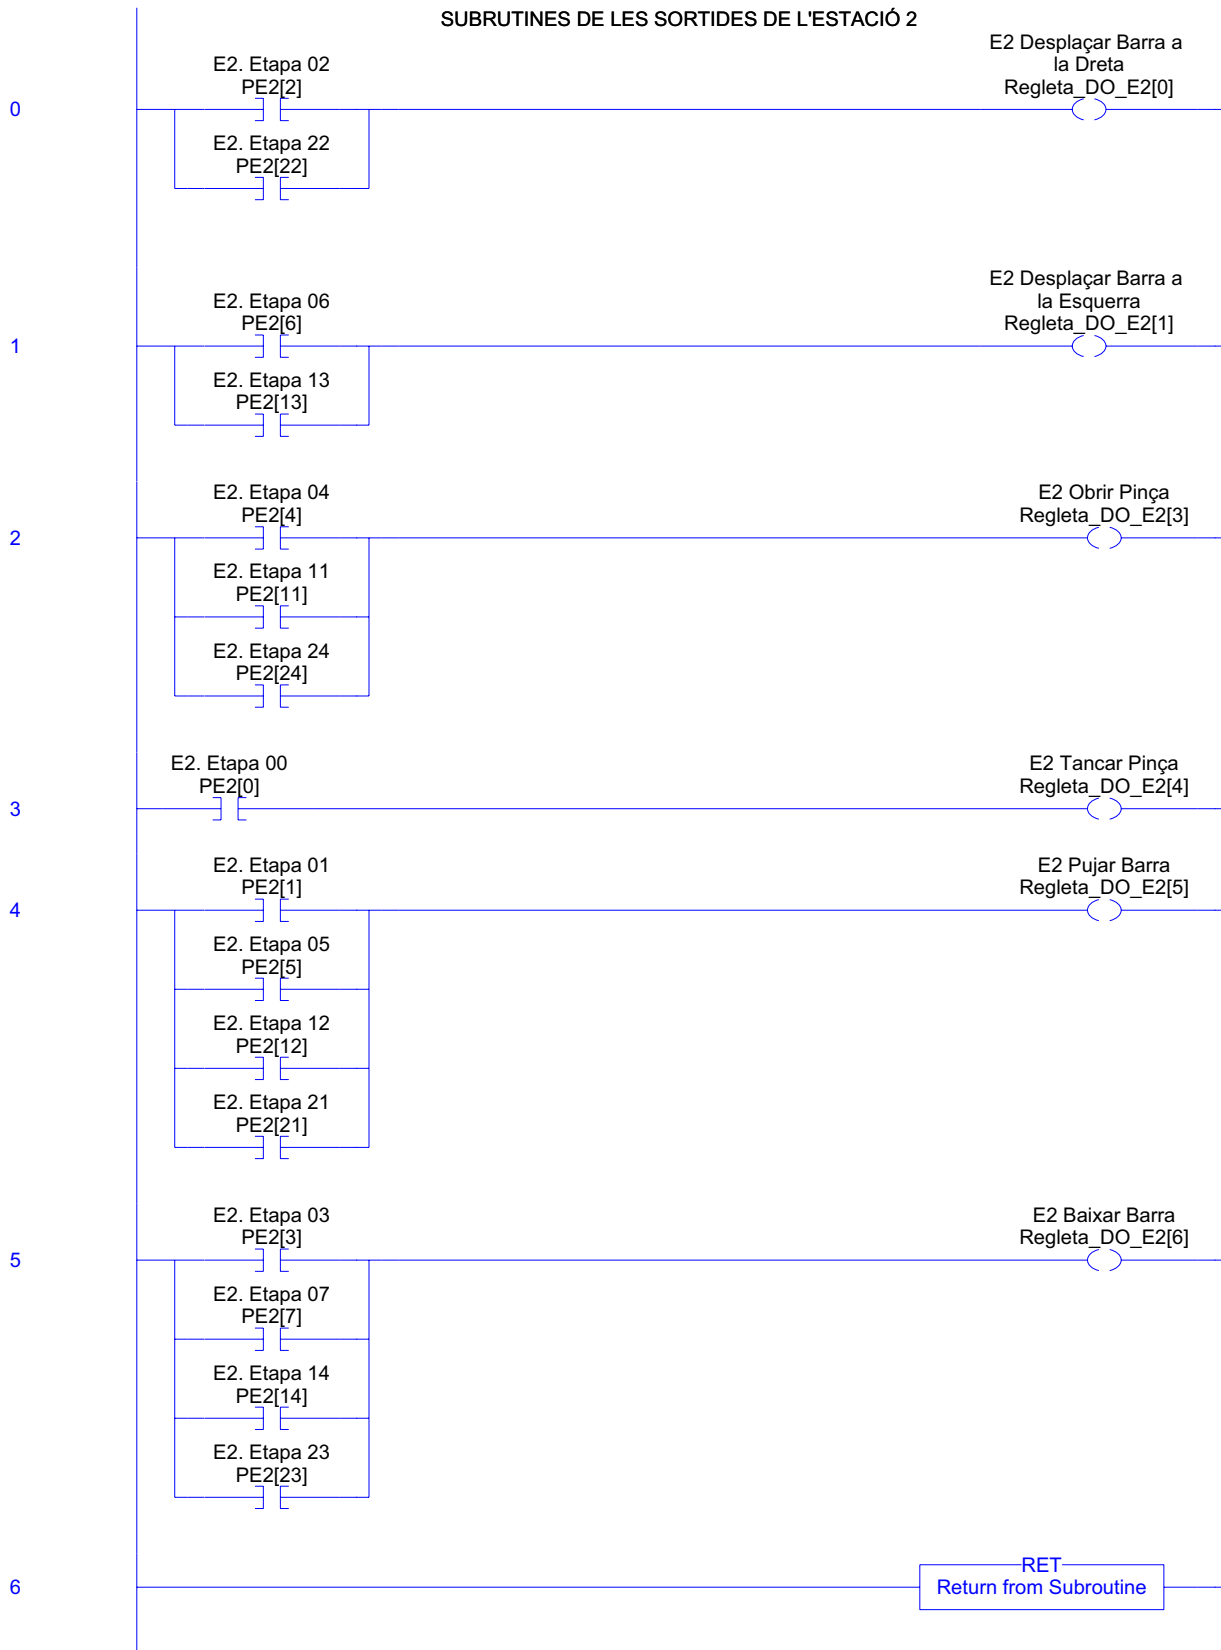 SUBRUTINES DE LES SORTIDES DE L'ESTACIÓ 2
0
E2. Etapa 02
PE2[2]
E2 Desplaçar Barra a
la Dreta
Regleta_DO_E2[0]
E2. Etapa 22
PE2[22]
1
E2. Etapa 06
PE2[6]
E2 Desplaçar Barra a
la Esquerra
Regleta_DO_E2[1]
E2. Etapa 13
PE2[13]
2
E2. Etapa 04
PE2[4]
E2 Obrir Pinça
Regleta_DO_E2[3]
E2. Etapa 11
PE2[11]
E2. Etapa 24
PE2[24]
3
E2. Etapa 00
PE2[0]
E2 Tancar Pinça
Regleta_DO_E2[4]
4
E2. Etapa 01
PE2[1]
E2 Pujar Barra
Regleta_DO_E2[5]
E2. Etapa 05
PE2[5]
E2. Etapa 12
PE2[12]
E2. Etapa 21
PE2[21]
5
E2. Etapa 03
PE2[3]
E2 Baixar Barra
Regleta_DO_E2[6]
E2. Etapa 07
PE2[7]
E2. Etapa 14
PE2[14]
E2. Etapa 23
PE2[23]
6
RET
Return from Subroutine